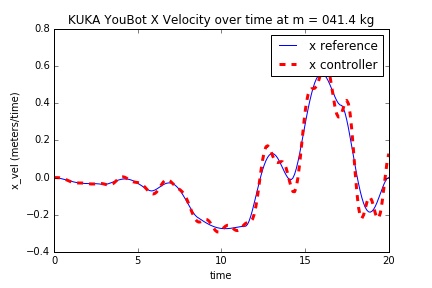 KUKA YouBot X Velocity over time at m = 041.4 kg
x reference
x controller
x_vel (meters/time)
0.8
0.6
0.4
0.2
0.0
−0.2
−0.4
0 5 10 15 20
time